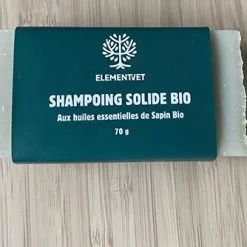 ELEMENTVET
SHAMPOING SOLIDE BIO
Aux huiles essentielles de Sapin Bio
70 g